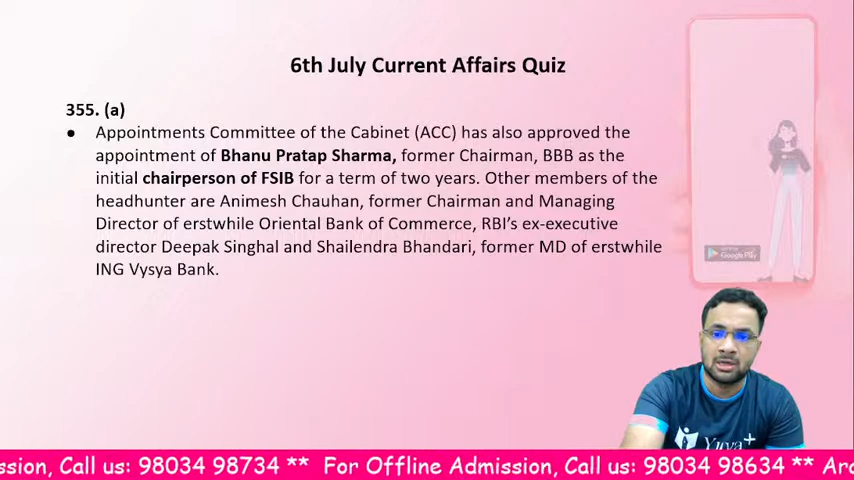 6th July Current Affairs Quiz
355. (a)
● Appointments Committee of the Cabinet (ACC) has also approved the
appointment of Bhanu Pratap Sharma, former Chairman, BBB as the
initial chairperson of FSIB for a term of two years. Other members of the
headhunter are Animesh Chauhan, former Chairman and Managing
Director of erstwhile Oriental Bank of Commerce, RBI’s ex-executive
director Deepak Singhal and Shailendra Bhandari, former MD of erstwhile
ING Vysya Bank.
Google Play
Yuva+
ssion, Call us: 98034 98734 ** For Offline Admission, Call us: 98034 98634 ** Arc